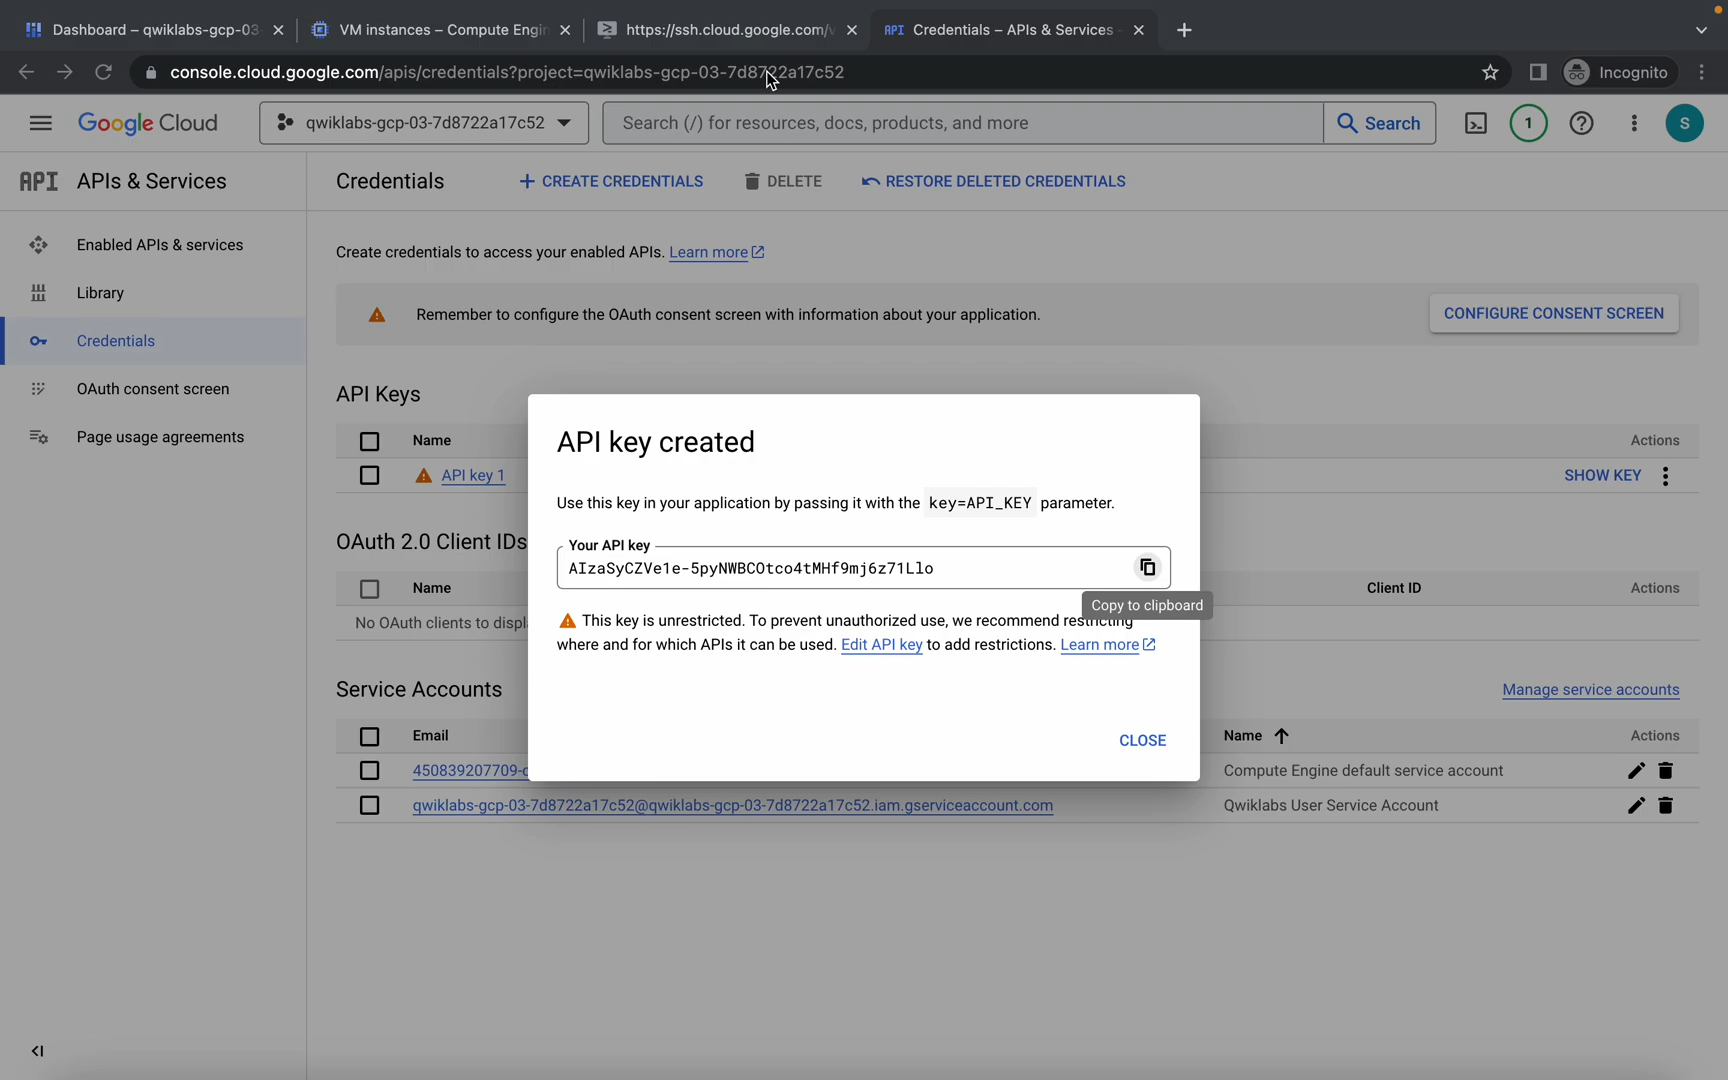 Dashboard – qwiklabs-gcp-03
VM instances – Compute Engin
https://ssh.cloud.google.com/v
API Credentials – APIs & Services
console.cloud.google.com/apis/credentials?project=qwiklabs-gcp-03-7d8722a17c52
Incognito
Google Cloud
qwiklabs-gcp-03-7d8722a17c52
Search (/) for resources, docs, products, and more
Search
1
S
API APIs & Services
Credentials
+ CREATE CREDENTIALS
DELETE
RESTORE DELETED CREDENTIALS
Enabled APIs & services
Library
Credentials
OAuth consent screen
Page usage agreements
Create credentials to access your enabled APIs. Learn more
Remember to configure the OAuth consent screen with information about your application.
CONFIGURE CONSENT SCREEN
API Keys
Name
Actions
API key 1
SHOW KEY
OAuth 2.0 Client IDs
Name
Client ID
Actions
No OAuth clients to displ
Service Accounts
Manage service accounts
Email
Name
Actions
450839207709-c
Compute Engine default service account
qwiklabs-gcp-03-7d8722a17c52@qwiklabs-gcp-03-7d8722a17c52.iam.gserviceaccount.com
Qwiklabs User Service Account
API key created
Use this key in your application by passing it with the key=API_KEY parameter.
Your API key
AIzaSyCZVe1e-5pyNWBCOtco4tMHf9mj6z71Llo
Copy to clipboard
This key is unrestricted. To prevent unauthorized use, we recommend restricting
where and for which APIs it can be used. Edit API key to add restrictions. Learn more
CLOSE